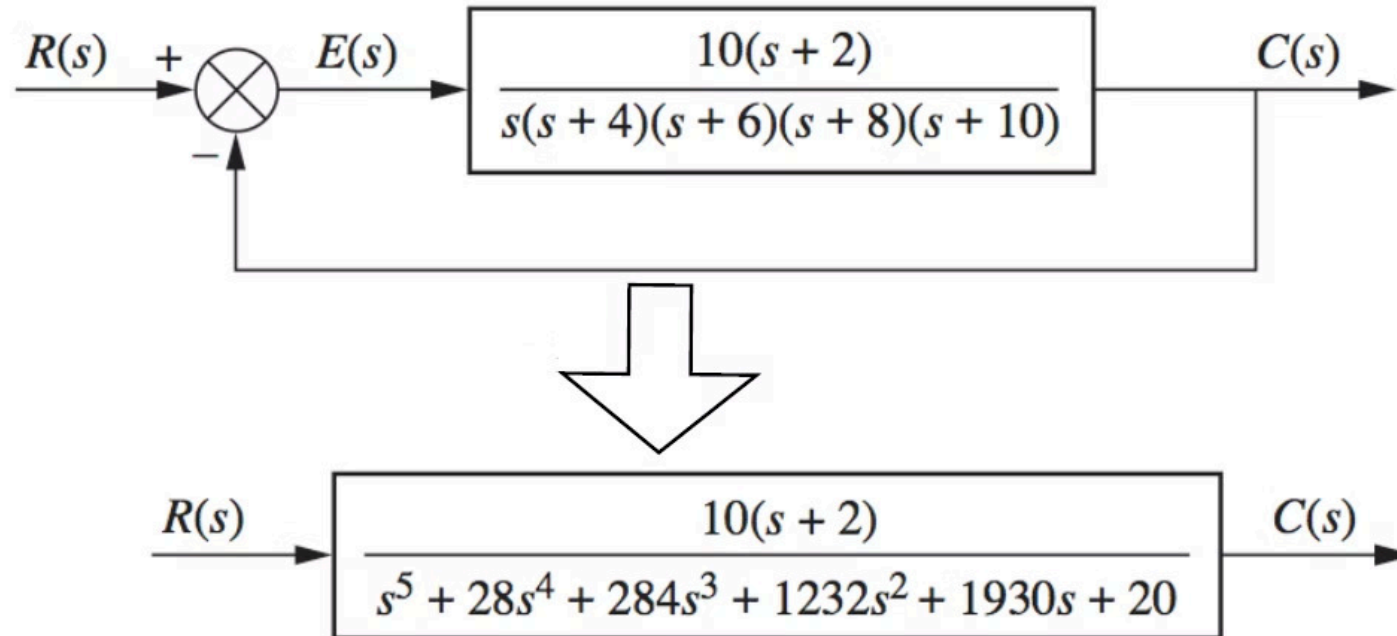 R(s) + E(s) 10(s + 2) C(s)
s(s + 4)(s + 6)(s + 8)(s + 10)
−
R(s) 10(s + 2) C(s)
s⁵ + 28s⁴ + 284s³ + 1232s² + 1930s + 20